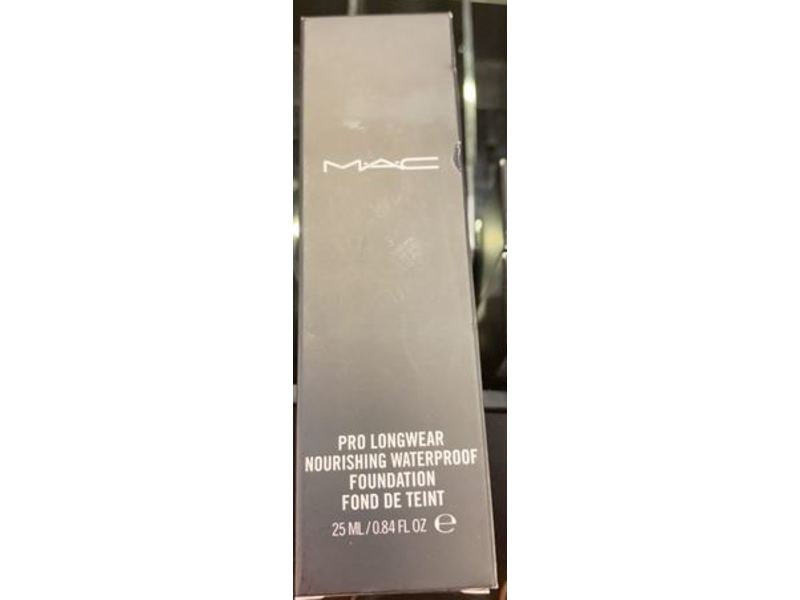 M·A·C
PRO LONGWEAR
NOURISHING WATERPROOF
FOUNDATION
FOND DE TEINT
25 ML / 0.84 FL OZ ℮